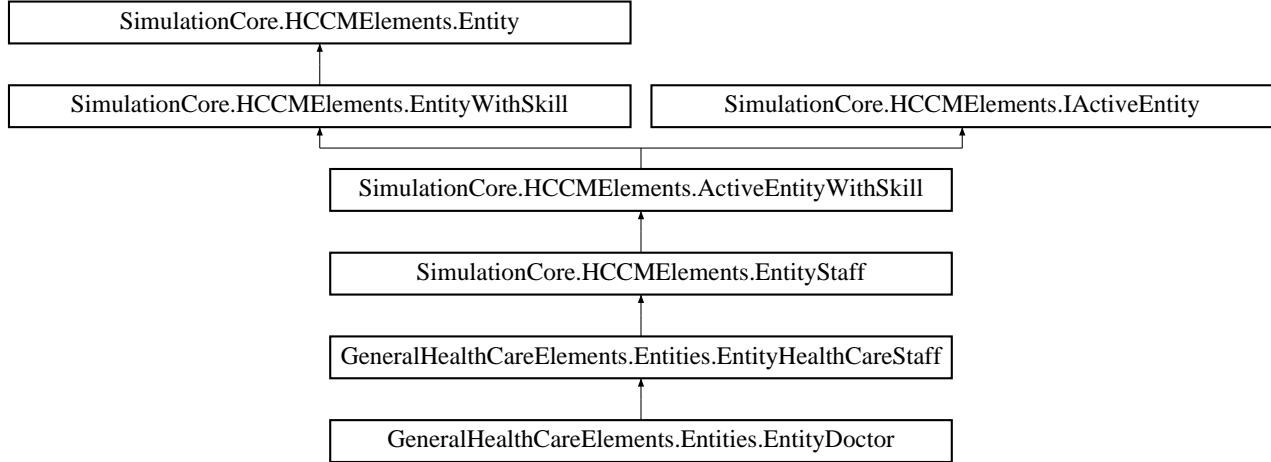 SimulationCore.HCCMElements.Entity
SimulationCore.HCCMElements.EntityWithSkill
SimulationCore.HCCMElements.IActiveEntity
SimulationCore.HCCMElements.ActiveEntityWithSkill
SimulationCore.HCCMElements.EntityStaff
GeneralHealthCareElements.Entities.EntityHealthCareStaff
GeneralHealthCareElements.Entities.EntityDoctor